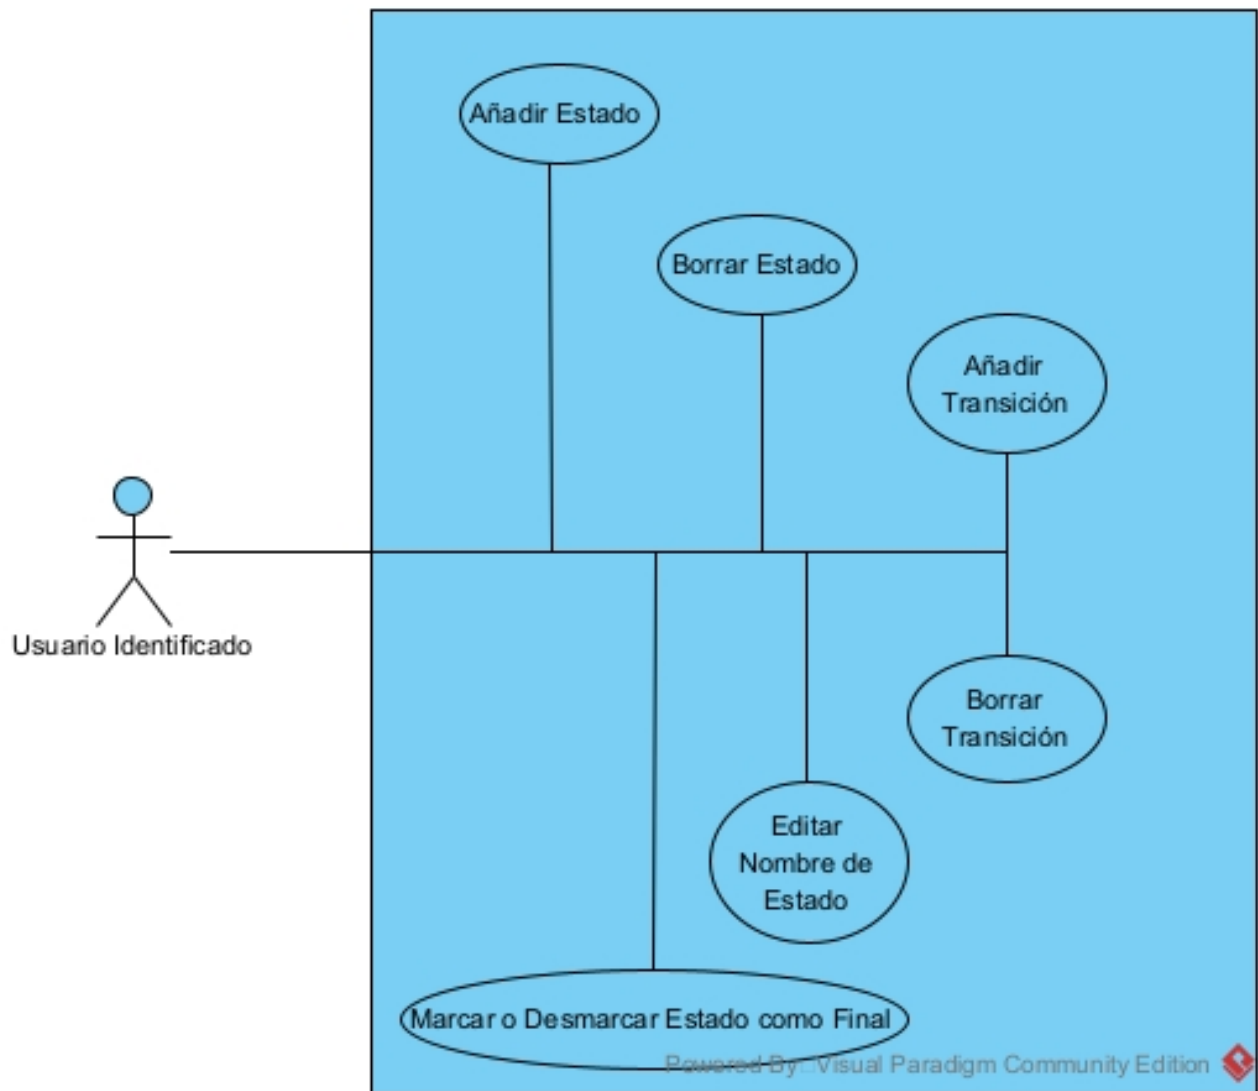 Añadir Estado
Borrar Estado
Añadir
Transición
Usuario Identificado
Borrar
Transición
Editar
Nombre de
Estado
Marcar o Desmarcar Estado como Final
Powered By Visual Paradigm Community Edition